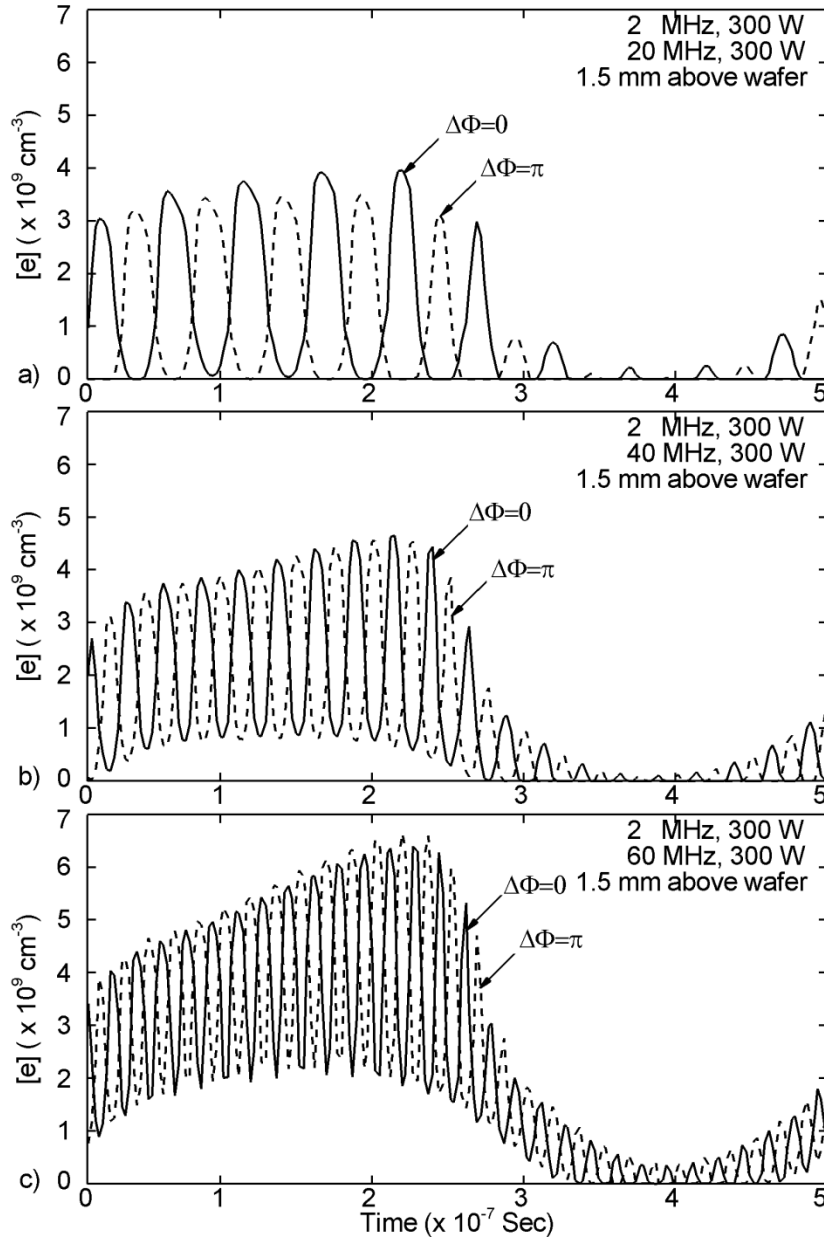 7
2 MHz, 300 W
6
20 MHz, 300 W
1.5 mm above wafer
5
ΔΦ=0
4
ΔΦ=π
3
2
1
0
[e] ( x 10⁹ cm⁻³)
a)
0 1 2 3 4 5
7
2 MHz, 300 W
6
40 MHz, 300 W
1.5 mm above wafer
5
ΔΦ=0
4
ΔΦ=π
3
2
1
0
[e] ( x 10⁹ cm⁻³)
b)
0 1 2 3 4 5
7
2 MHz, 300 W
6
60 MHz, 300 W
1.5 mm above wafer
5
ΔΦ=0
4
ΔΦ=π
3
2
1
0
[e] ( x 10⁹ cm⁻³)
c)
0 1 2 3 4 5
Time (x 10⁻⁷ Sec)